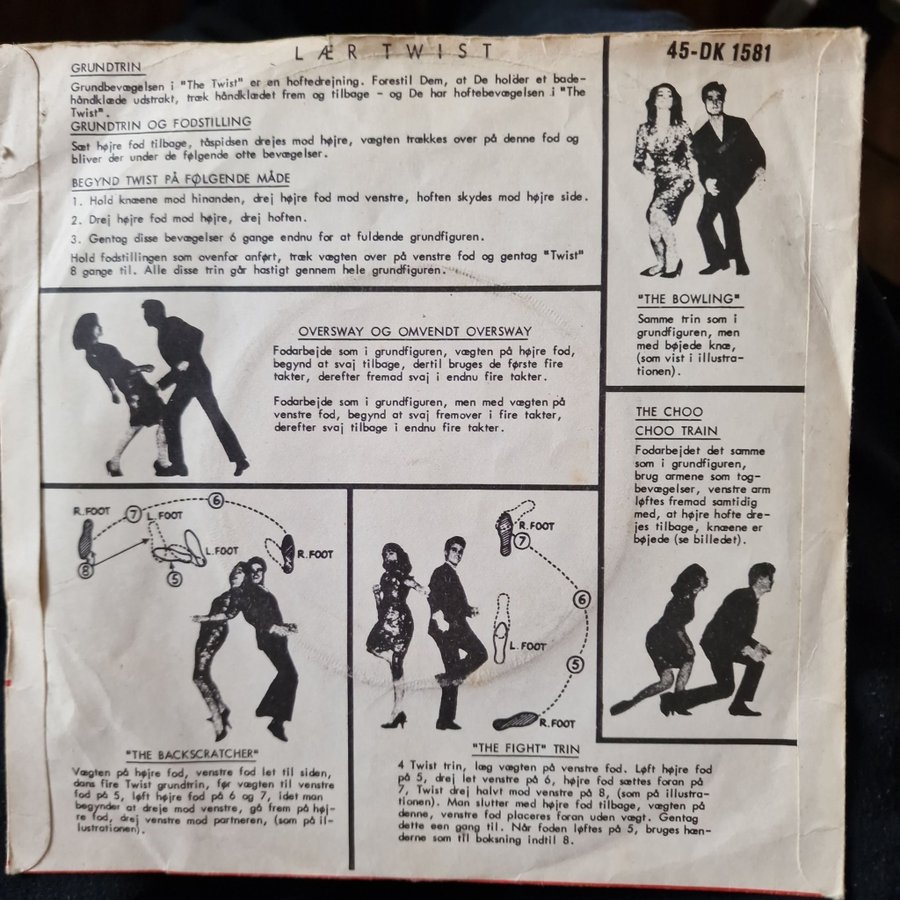 LÆR TWIST
45-DK 1581
GRUNDTRIN
Grundbevægelsen i "The Twist" er en hoftedrejning. Forestil Dem, at De holder et bade-
håndklæde udstrakt, træk håndklædet frem og tilbage - og De har hoftebevægelsen i "The
Twist".
GRUNDTRIN OG FODSTILLING
Sæt højre fod tilbage, tåspidsen drejes mod højre, vægten trækkes over på denne fod og
bliver der under de følgende otte bevægelser.
BEGYND TWIST PÅ FØLGENDE MÅDE
1. Hold knæene mod hinanden, drej højre fod mod venstre, hoften skydes mod højre side.
2. Drej højre fod mod højre, drej hoften.
3. Gentag disse bevægelser 6 gange endnu for at fuldende grundfiguren.
Hold fodstillingen som ovenfor anført, træk vægten over på venstre fod og gentag "Twist"
8 gange til. Alle disse trin går hastigt gennem hele grundfiguren.
"THE BOWLING"
Samme trin som i
grundfiguren, men
med bøjede knæ,
(som vist i illustra-
tionen).
OVERSWAY OG OMVENDT OVERSWAY
Fodarbejde som i grundfiguren, vægten på højre fod,
begynd at svaj tilbage, dertil bruges de første fire
takter, derefter fremad svaj i endnu fire takter.
Fodarbejde som i grundfiguren, men med vægten på
venstre fod, begynd at svaj fremover i fire takter,
derefter svaj tilbage i endnu fire takter.
THE CHOO
CHOO TRAIN
Fodarbejdet det samme
som i grundfiguren,
brug armene som tog-
bevægelser, venstre arm
løftes fremad samtidig
med, at højre hofte dre-
jes tilbage, knæene er
bøjede (se billedet).
R. FOOT
7
L. FOOT
6
L. FOOT
R. FOOT
8
5
"THE BACKSCRATCHER"
Vægten på højre fod, venstre fod let til siden,
dans fire Twist grundtrin, før vægten til venstre
fod på 5, løft højre fod på 6 og 7, idet man
begynder at dreje mod venstre, gå frem på høj-
re fod, drej venstre mod partneren, (som på il-
lustrationen).
R. FOOT
7
6
L. FOOT
5
R. FOOT
"THE FIGHT" TRIN
4 Twist trin, læg vægten på venstre fod. Løft højre fod
på 5, drej let venstre på 6, højre fod sættes foran på
7, Twist drej halvt mod venstre på 8, (som på illustra-
tionen). Man slutter med højre fod tilbage, vægten på
denne, venstre fod placeres foran uden vægt. Gentag
dette een gang til. Når foden løftes på 5, bruges hæn-
derne som til boksning indtil 8.